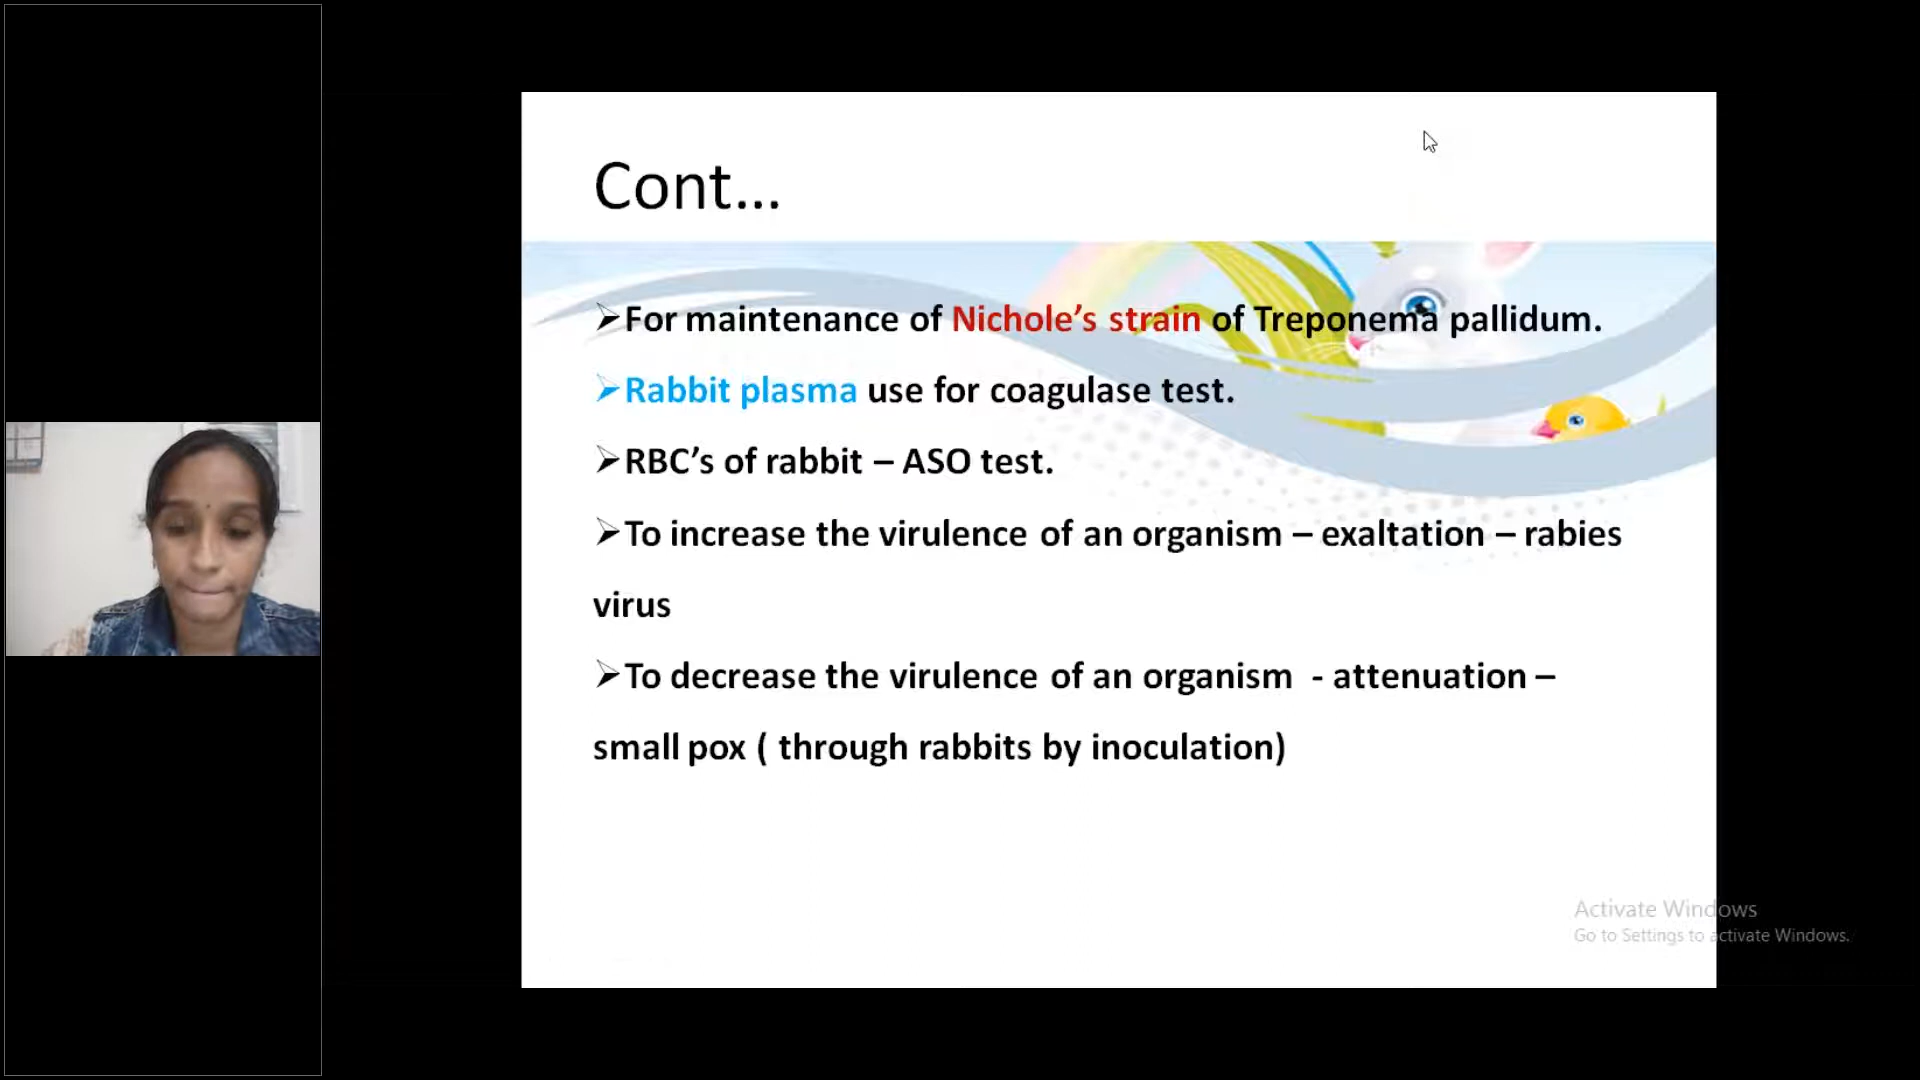 Cont...
➢For maintenance of Nichole’s strain of Treponema pallidum.
➢Rabbit plasma use for coagulase test.
➢RBC’s of rabbit – ASO test.
➢To increase the virulence of an organism – exaltation – rabies
virus
➢To decrease the virulence of an organism - attenuation –
small pox ( through rabbits by inoculation)
Activate Windows
Go to Settings to activate Windows.